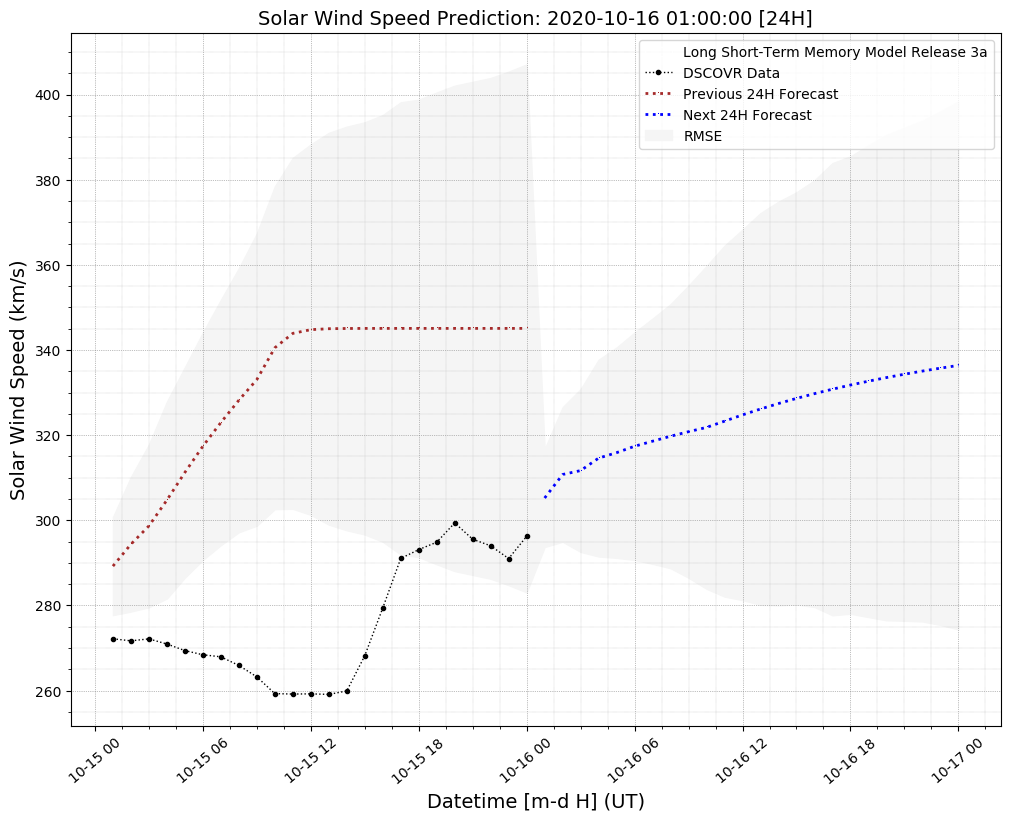 Solar Wind Speed Prediction: 2020-10-16 01:00:00 [24H]
Long Short-Term Memory Model Release 3a
DSCOVR Data
Previous 24H Forecast
Next 24H Forecast
RMSE
Solar Wind Speed (km/s)
400
380
360
340
320
300
280
260
10-15 00
10-15 06
10-15 12
10-15 18
10-16 00
10-16 06
10-16 12
10-16 18
10-17 00
Datetime [m-d H] (UT)